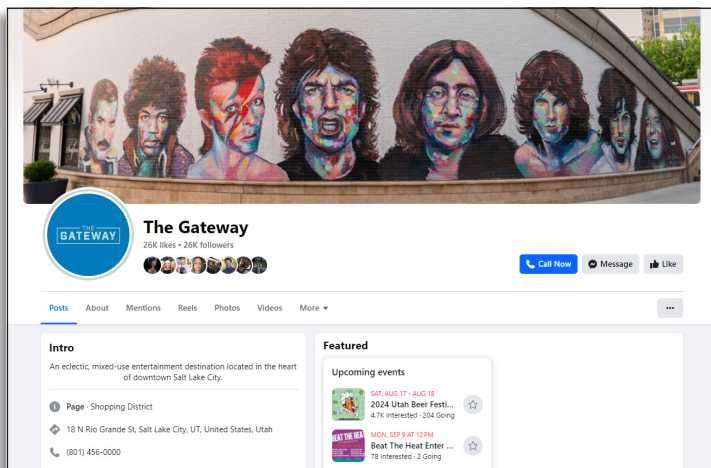 THE
GATEWAY
The Gateway
26K likes • 26K followers
Call Now
Message
Like
Posts About Mentions Reels Photos Videos More
Intro
An eclectic, mixed-use entertainment destination located in the heart
of downtown Salt Lake City.
Page · Shopping District
18 N Rio Grande St, Salt Lake City, UT, United States, Utah
(801) 456-0000
Featured
Upcoming events
SAT, AUG 17 - AUG 18
2024 Utah Beer Festi...
4.7K Interested · 204 Going
BEAT THE HEA
MON, SEP 9 AT 12 PM
Beat The Heat Enter ...
78 Interested · 2 Going